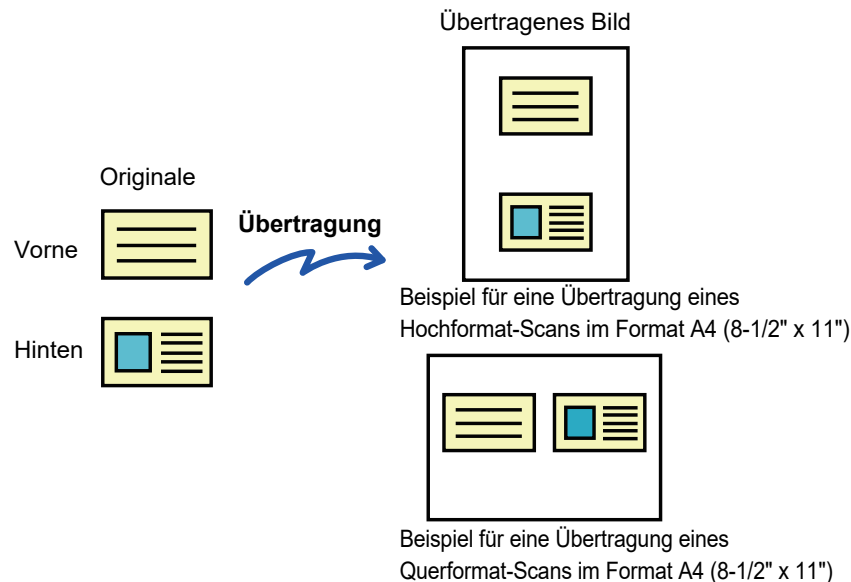 Übertragenes Bild
Originale
Vorne
Übertragung
Hinten
Beispiel für eine Übertragung eines
Hochformat-Scans im Format A4 (8-1/2" x 11")
Beispiel für eine Übertragung eines
Querformat-Scans im Format A4 (8-1/2" x 11")